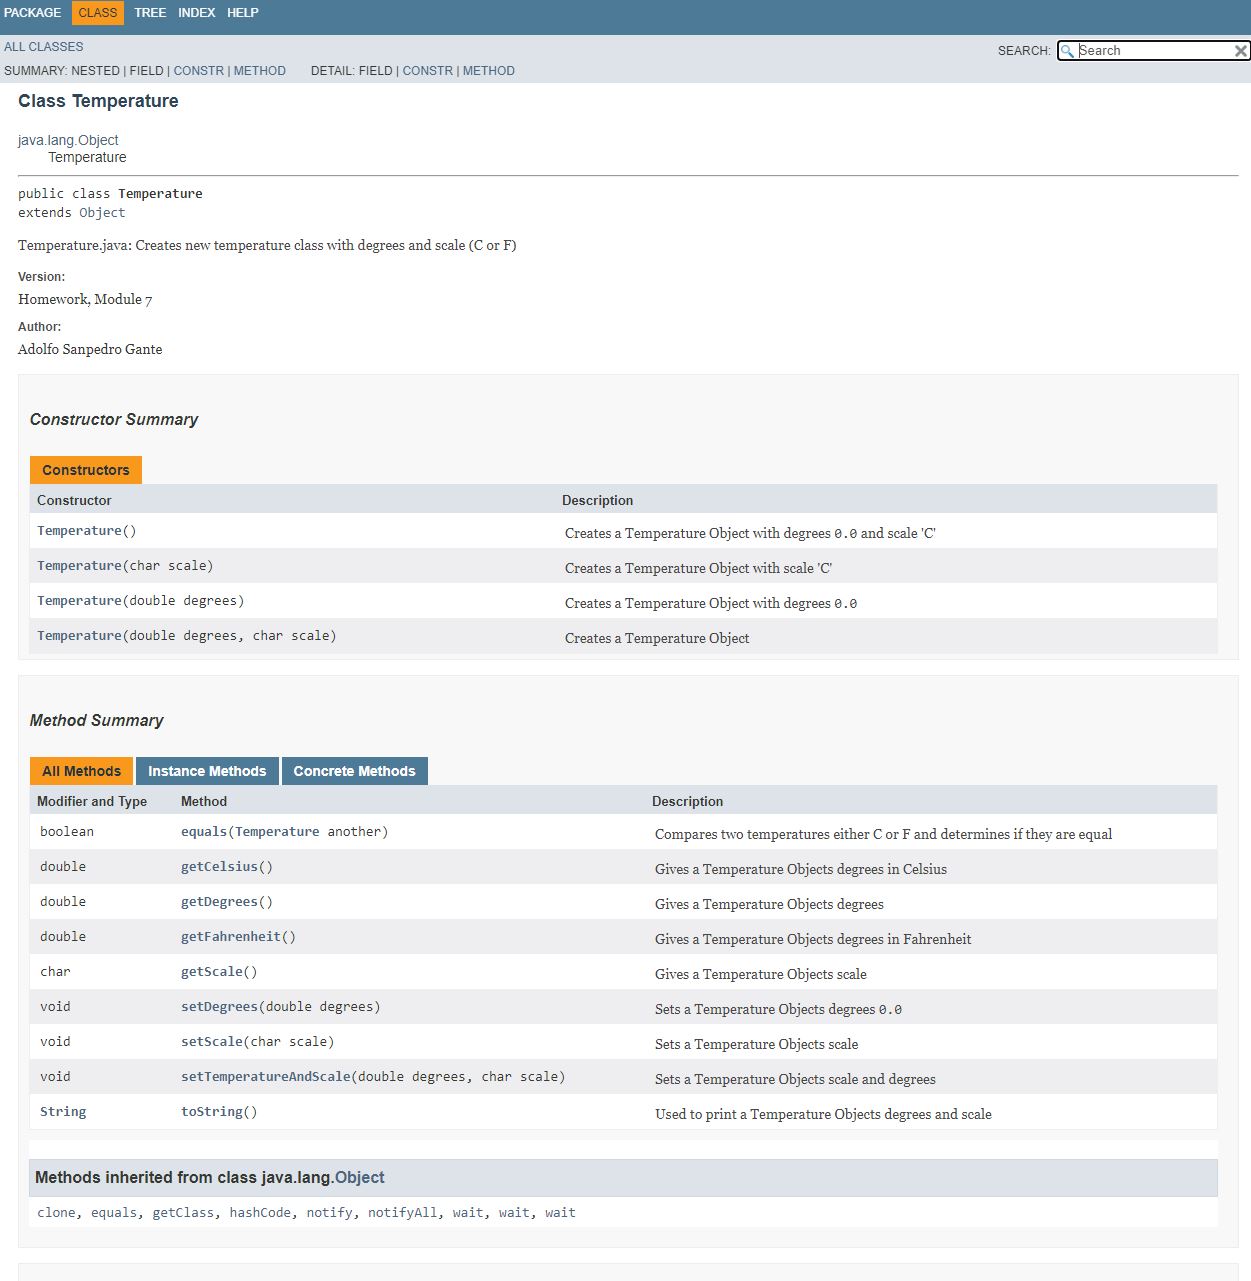 PACKAGE CLASS TREE INDEX HELP
ALL CLASSES
SEARCH: Search
SUMMARY: NESTED | FIELD | CONSTR | METHOD DETAIL: FIELD | CONSTR | METHOD
Class Temperature
java.lang.Object
Temperature
public class Temperature
extends Object
Temperature.java: Creates new temperature class with degrees and scale (C or F)
Version:
Homework, Module 7
Author:
Adolfo Sanpedro Gante
Constructor Summary
Constructors
Constructor Description
Temperature() Creates a Temperature Object with degrees 0.0 and scale 'C'
Temperature(char scale) Creates a Temperature Object with scale 'C'
Temperature(double degrees) Creates a Temperature Object with degrees 0.0
Temperature(double degrees, char scale) Creates a Temperature Object
Method Summary
All Methods Instance Methods Concrete Methods
Modifier and Type Method Description
boolean equals(Temperature another) Compares two temperatures either C or F and determines if they are equal
double getCelsius() Gives a Temperature Objects degrees in Celsius
double getDegrees() Gives a Temperature Objects degrees
double getFahrenheit() Gives a Temperature Objects degrees in Fahrenheit
char getScale() Gives a Temperature Objects scale
void setDegrees(double degrees) Sets a Temperature Objects degrees 0.0
void setScale(char scale) Sets a Temperature Objects scale
void setTemperatureAndScale(double degrees, char scale) Sets a Temperature Objects scale and degrees
String toString() Used to print a Temperature Objects degrees and scale
Methods inherited from class java.lang.Object
clone, equals, getClass, hashCode, notify, notifyAll, wait, wait, wait